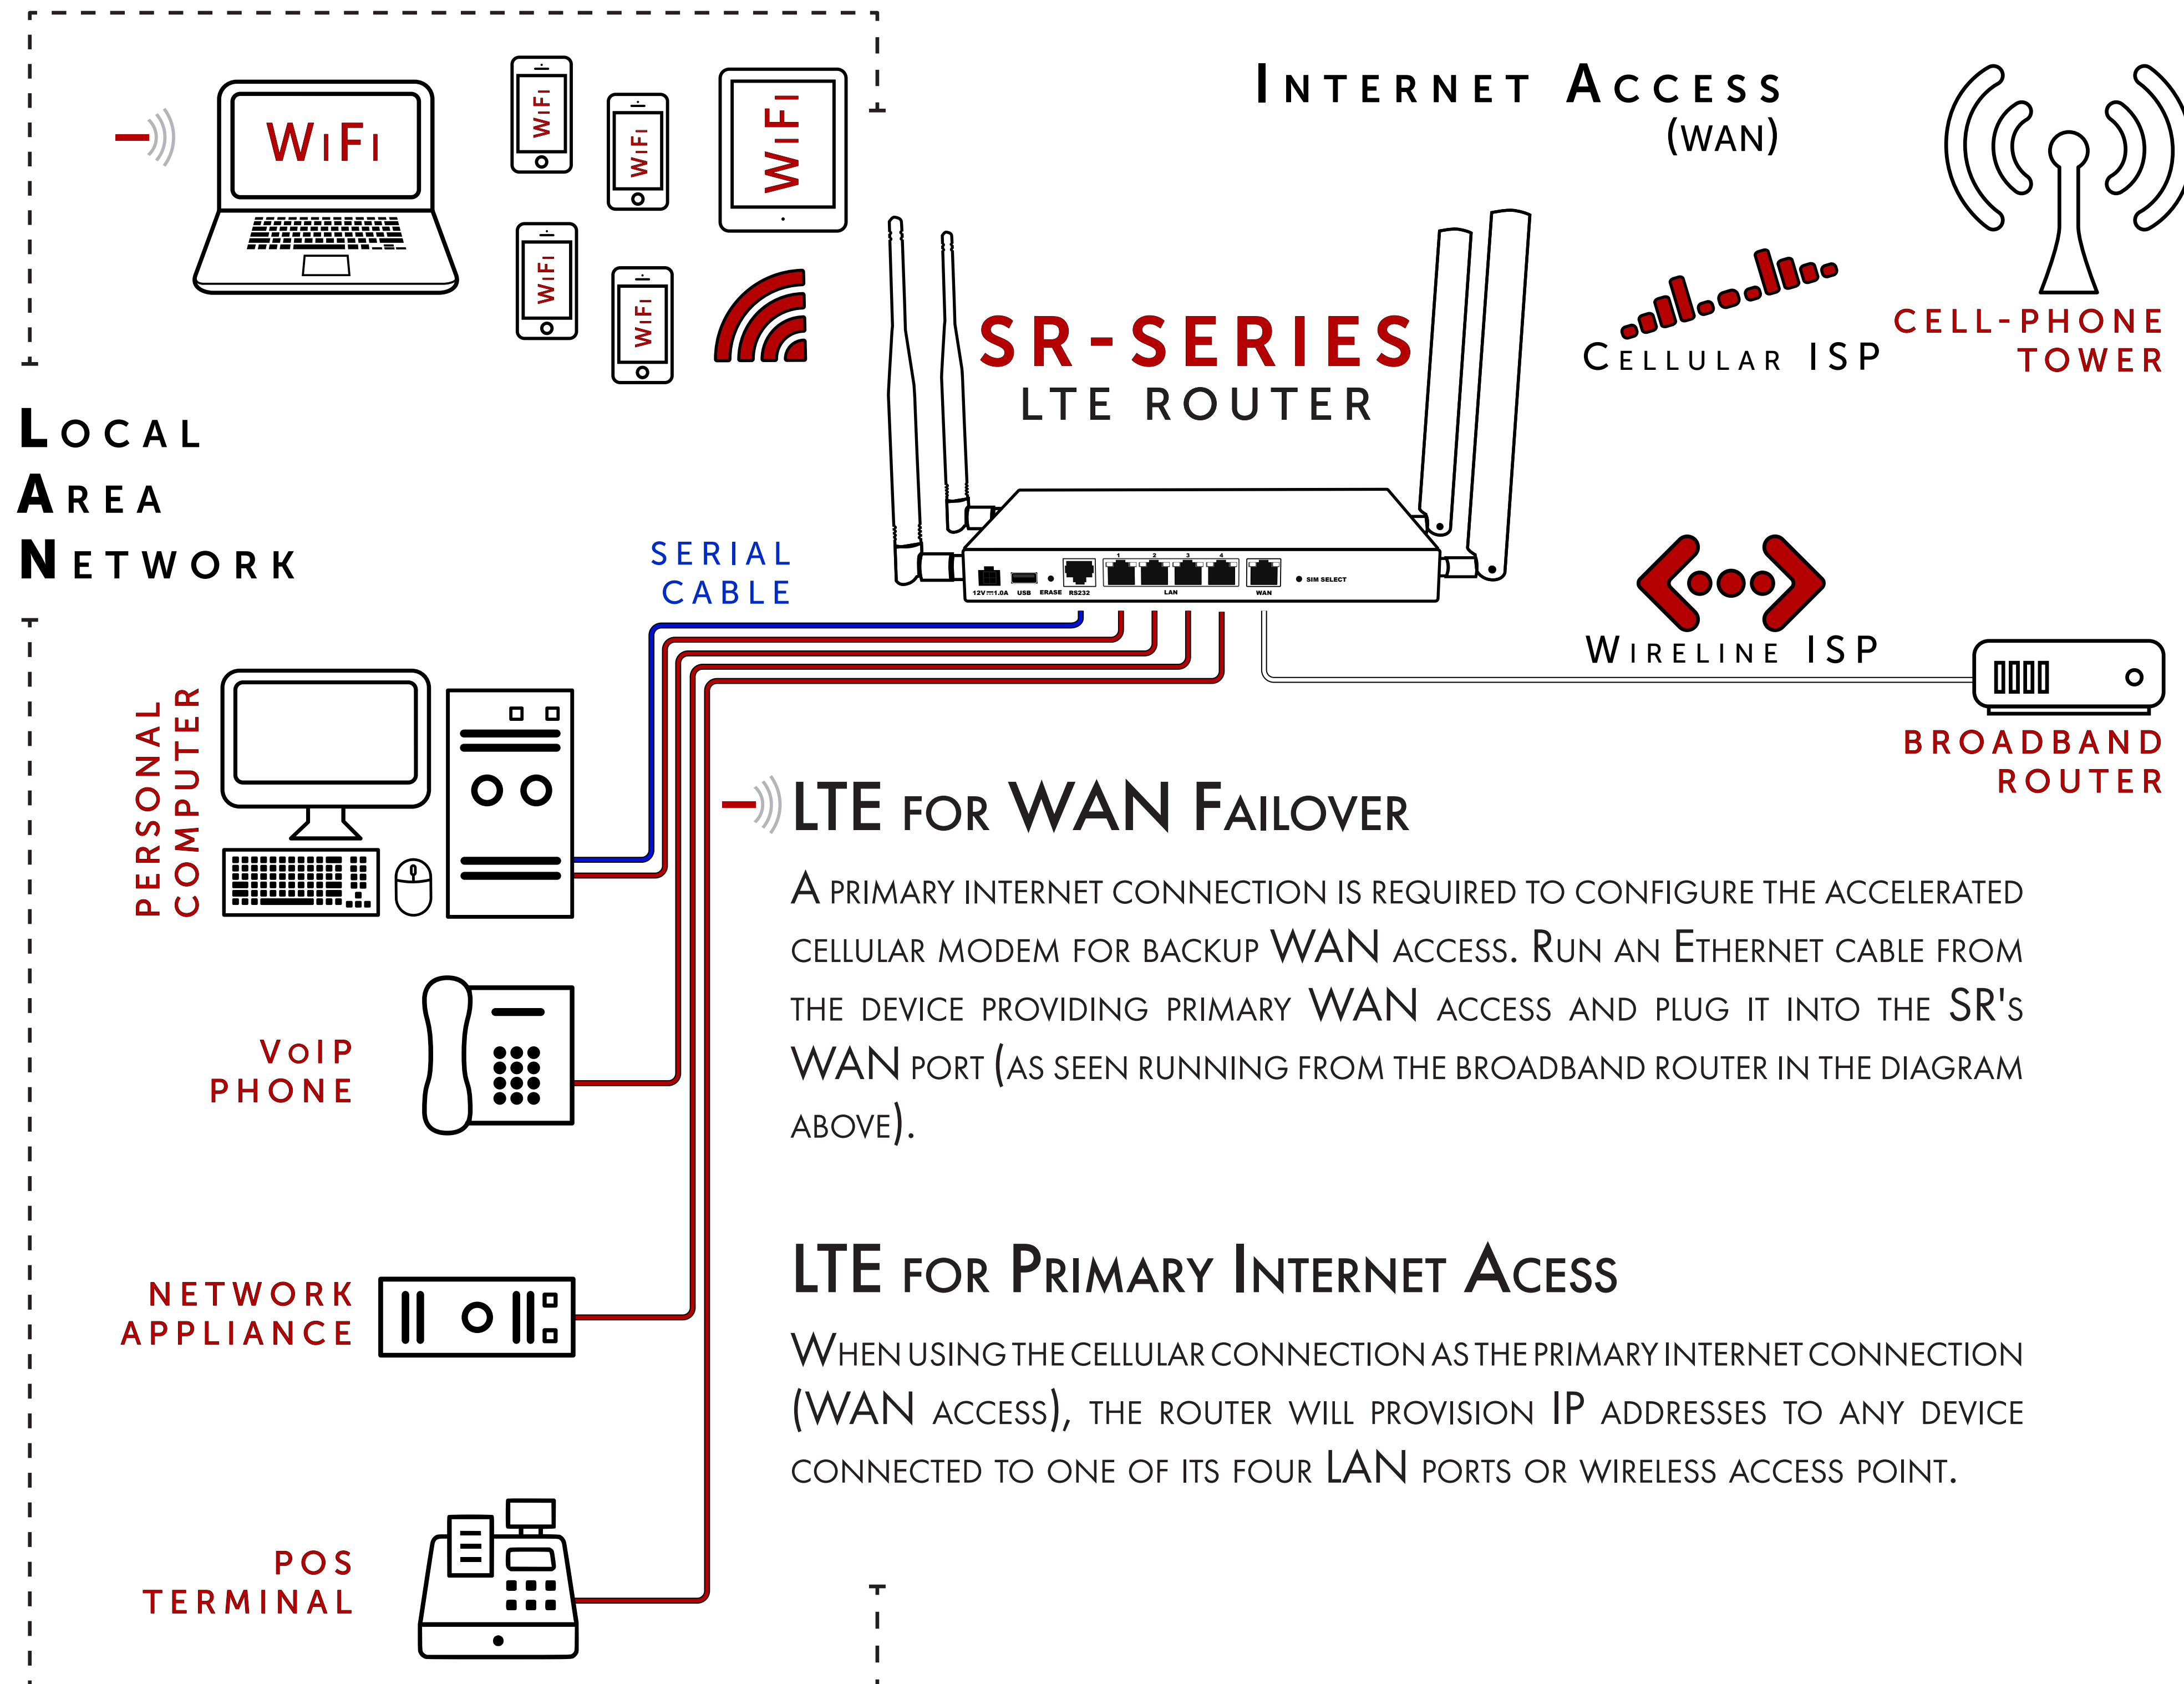 WiFi
WiFi
WiFi
WiFi
WiFi
WiFi
Internet Access
(WAN)
SR-SERIES
LTE ROUTER
Cellular ISP
CELL-PHONE
TOWER
Local
Area
Network
SERIAL
CABLE
1 2 3 4
12V⎓1.0A USB ERASE RS232 LAN WAN SIM SELECT
Wireline ISP
BROADBAND
ROUTER
PERSONAL
COMPUTER
VoIP
PHONE
NETWORK
APPLIANCE
POS
TERMINAL
LTE for WAN Failover
A primary internet connection is required to configure the accelerated
cellular modem for backup WAN access. Run an Ethernet cable from
the device providing primary WAN access and plug it into the SR's
WAN port (as seen running from the broadband router in the diagram
above).
LTE for Primary Internet Acess
When using the cellular connection as the primary internet connection
(WAN access), the router will provision IP addresses to any device
connected to one of its four LAN ports or wireless access point.